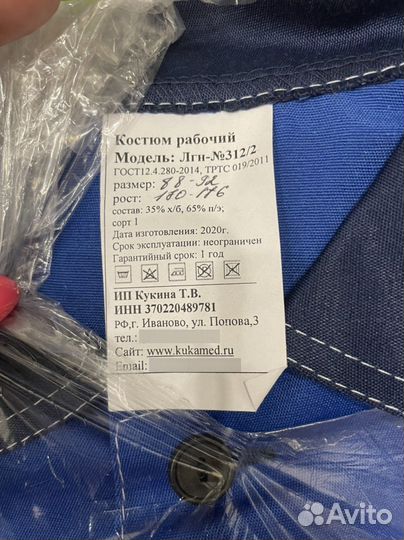 Костюм рабочий
Модель: Лгн-№312/2
ГОСТ12.4.280-2014, ТРТС 019/2011
размер: 88-92
рост: 170-176
состав: 35% х/б, 65% п/э;
сорт 1
Дата изготовления: 2020г.
Срок эксплуатации: неограничен
Гарантийный срок: 1 год
ИП Кукина Т.В.
ИНН 370220489781
РФ,г. Иваново, ул. Попова,3
тел.:
Сайт: www.kukamed.ru
Email:
Avito